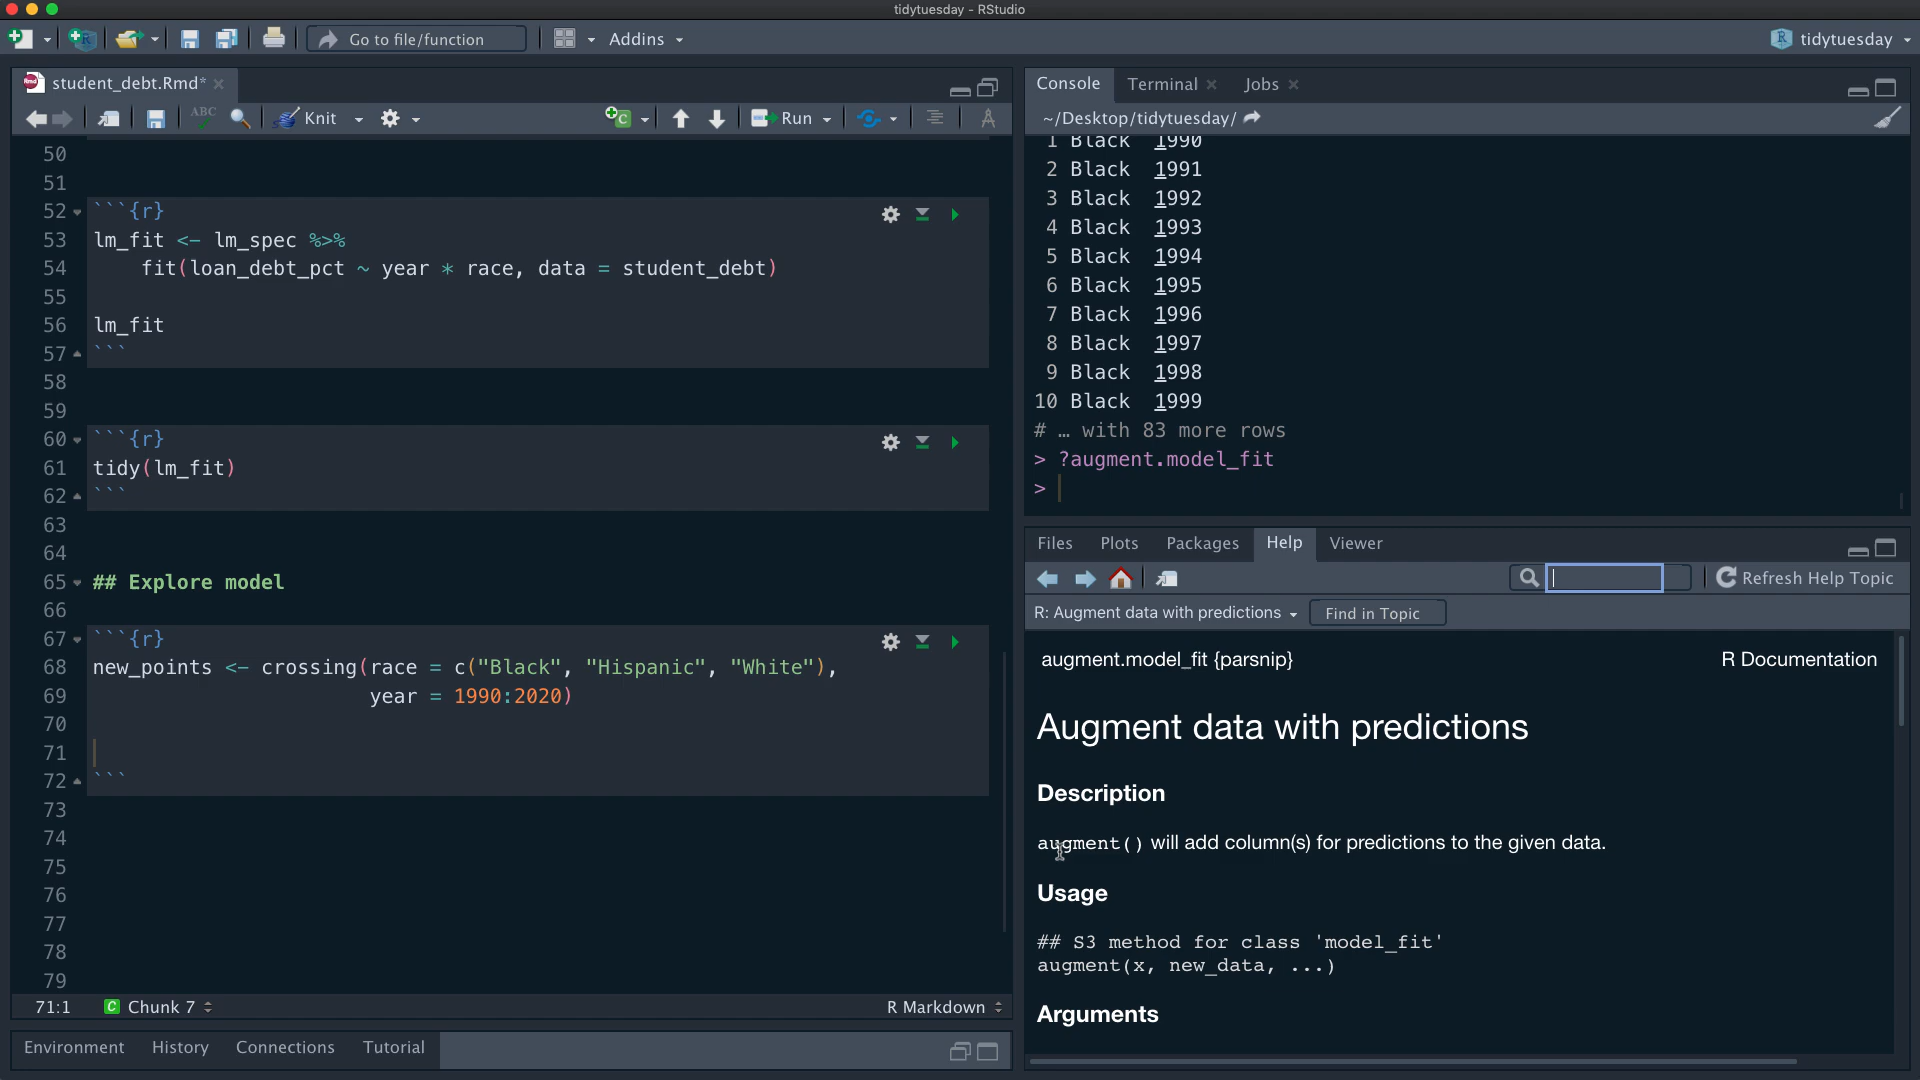 tidytuesday - RStudio
Go to file/function
Addins
tidytuesday
student_debt.Rmd*
ABC
Knit
Run
50
51
52 ```{r}
53 lm_fit <- lm_spec %>%
54 fit(loan_debt_pct ~ year * race, data = student_debt)
55
56 lm_fit
57 ```
58
59
60 ```{r}
61 tidy(lm_fit)
62 ```
63
64
65 ## Explore model
66
67 ```{r}
68 new_points <- crossing(race = c("Black", "Hispanic", "White"),
69 year = 1990:2020)
70
71
72 ```
73
74
75
76
77
78
79
71:1 C Chunk 7 R Markdown
Environment History Connections Tutorial
Console Terminal Jobs
~/Desktop/tidytuesday/
1 Black 1990
2 Black 1991
3 Black 1992
4 Black 1993
5 Black 1994
6 Black 1995
7 Black 1996
8 Black 1997
9 Black 1998
10 Black 1999
# … with 83 more rows
> ?augment.model_fit
>
Files Plots Packages Help Viewer
Refresh Help Topic
R: Augment data with predictions Find in Topic
augment.model_fit {parsnip} R Documentation
Augment data with predictions
Description
augment() will add column(s) for predictions to the given data.
Usage
## S3 method for class 'model_fit'
augment(x, new_data, ...)
Arguments